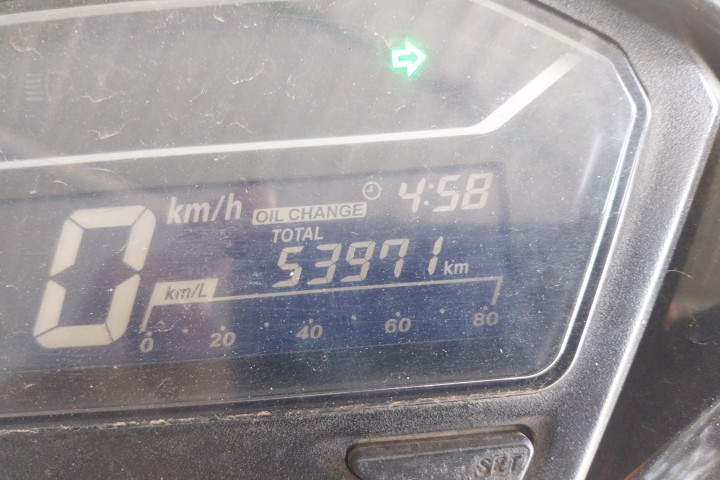 4:58
km/h OIL CHANGE
TOTAL
0
53971 km
km/L
0 20 40 60 80
SET